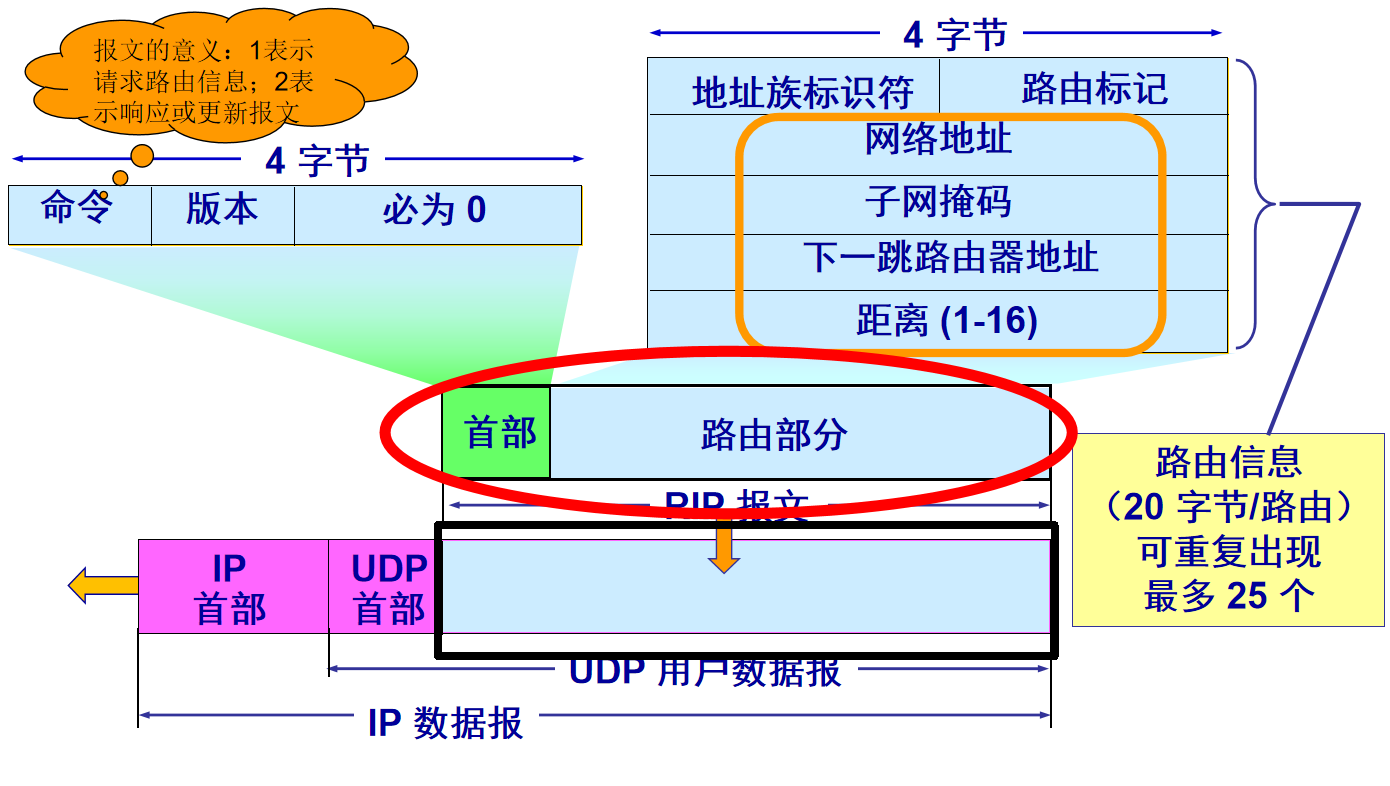 报文的意义：1表示
请求路由信息；2表
示响应或更新报文
4 字节
命令 版本 必为 0
4 字节
地址族标识符 路由标记
网络地址
子网掩码
下一跳路由器地址
距离 (1-16)
首部 路由部分
RIP 报文
路由信息
（20 字节/路由）
可重复出现
最多 25 个
IP
首部
UDP
首部
UDP 用户数据报
IP 数据报